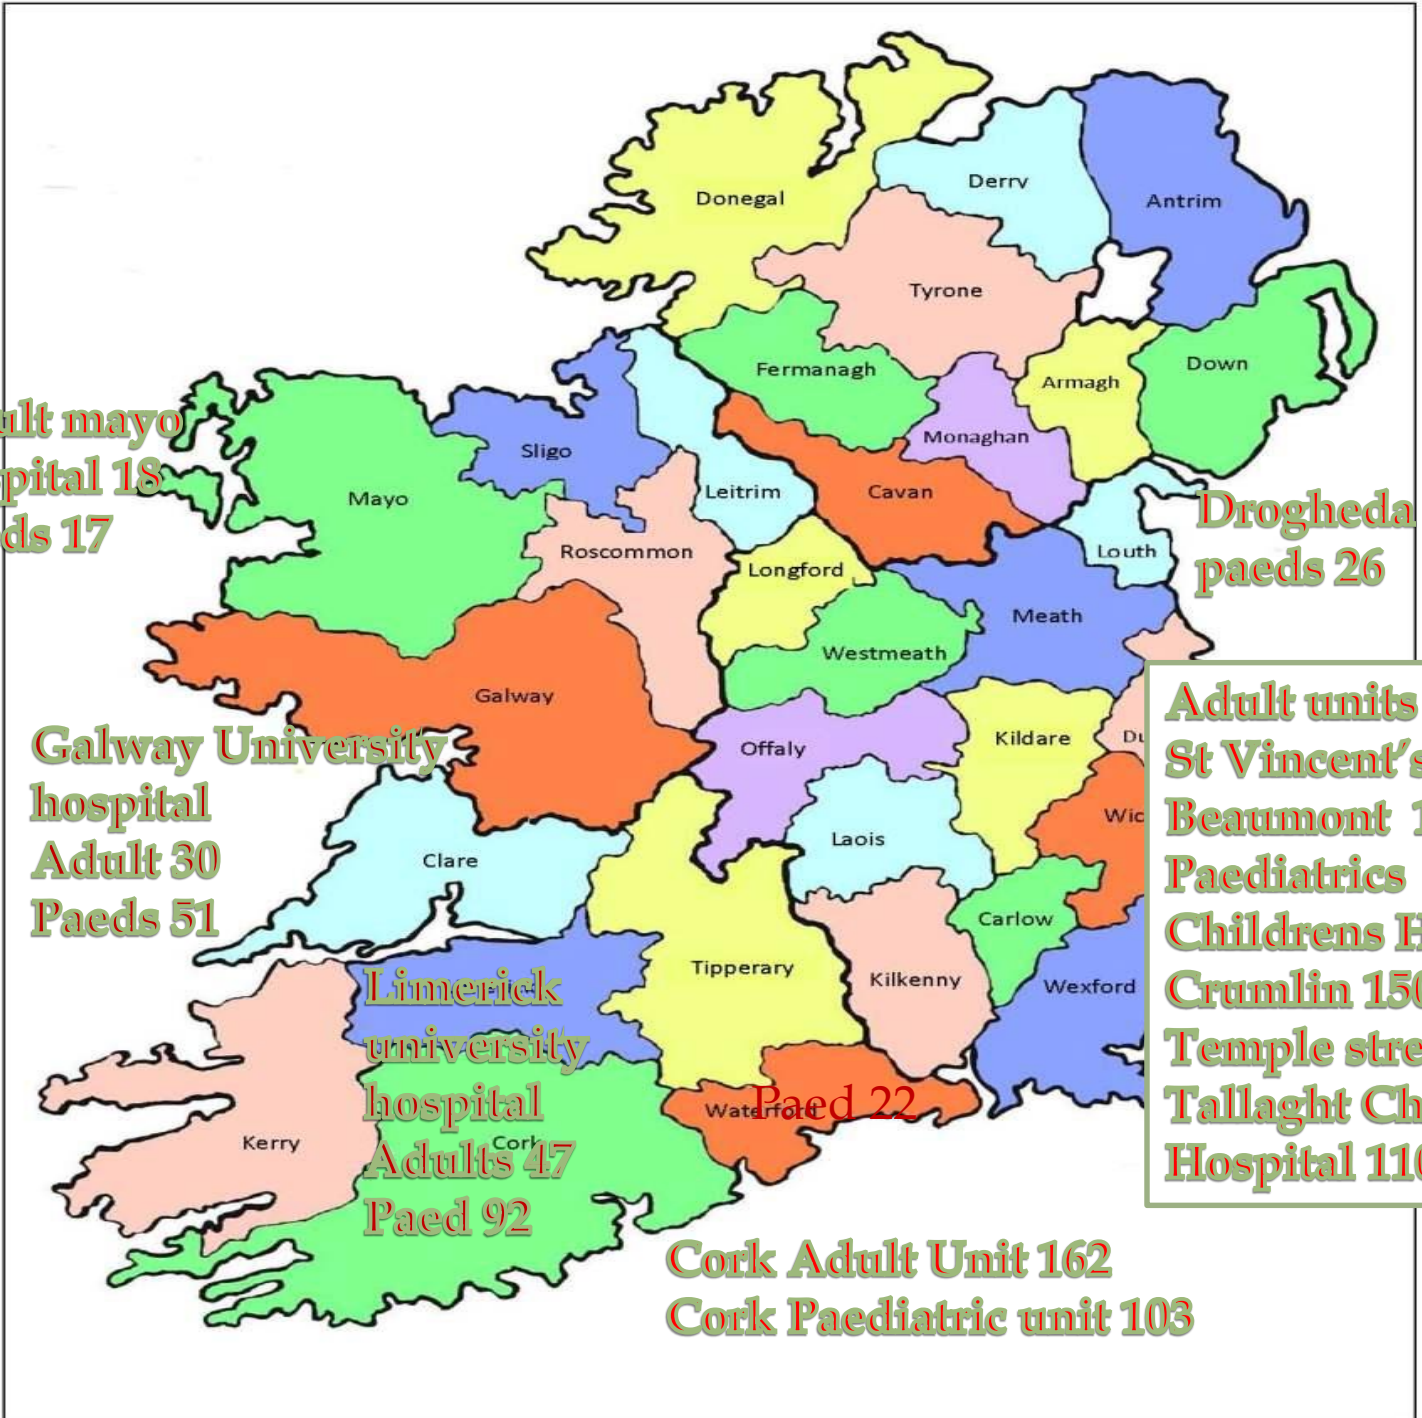 Donegal
Derry
Antrim
Tyrone
Fermanagh
Armagh
Down
Monaghan
Sligo
Leitrim
Cavan
Mayo
Roscommon
Longford
Louth
Meath
Westmeath
Galway
Offaly
Kildare
Laois
Clare
Carlow
Tipperary
Kilkenny
Wexford
Kerry
Cork
Waterford
mayo
18
17
Drogheda
paeds 26
Galway University
hospital
Adult 30
Paeds 51
Limerick
university
hospital
Adults 47
Paed 92
Paed 22
Cork Adult Unit 162
Cork Paediatric unit 103
Adult units
St Vincent's
Beaumont
Paediatrics
Childrens
Crumlin
Temple
Tallaght
Hospital